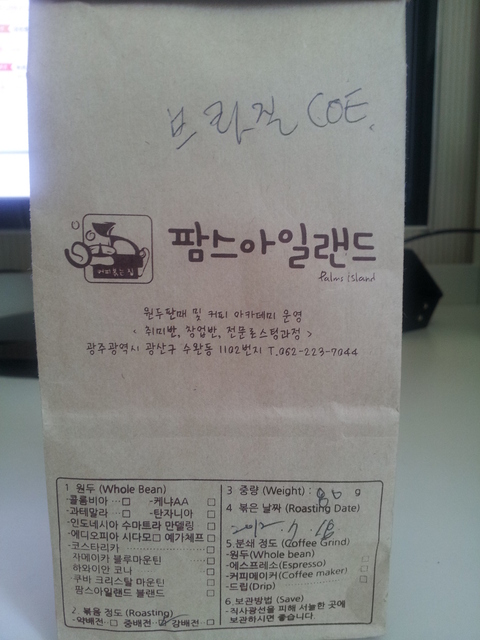 브라질 COE.
커피볶는집
팜스아일랜드
Palms Island
원두판매 및 커피 아카데미 운영
< 취미반, 창업반, 전문로스팅과정 >
광주광역시 광산구 수완동 1102번지 T.062-223-7044
1 원두 (Whole Bean)
-콜롬비아 ··· □ -케냐AA □
-과테말라 ··· □ -탄자니아 □
-인도네시아 수마트라 만델링 □
-에디오피아 시다모 □ 예가체프 □
-코스타리카 □
자메이카 블루마운틴 □
하와이안 코나 □
쿠바 크리스탈 마운틴 □
팜스아일랜드 블랜드 □
2. 볶음 정도 (Roasting)
-약배전 □ 중배전 □ 강배전 □
3 중량 (Weight) :
4 볶은 날짜 (Roasting Date)
2012. 7. 18
5. 분쇄 정도 (Coffee Grind)
-원두(Whole bean) □
-에스프레소(Espresso) □
-커피메이커(Coffee maker) □
-드립(Drip) □
6. 보관방법 (Save)
-직사광선을 피해 서늘한 곳에
보관하시면 좋습니다